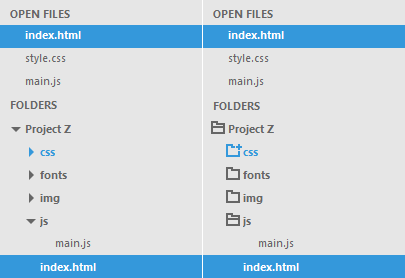 OPEN FILES
index.html
style.css
main.js
FOLDERS
Project Z
css
fonts
img
js
main.js
index.html
OPEN FILES
index.html
style.css
main.js
FOLDERS
Project Z
css
fonts
img
js
main.js
index.html